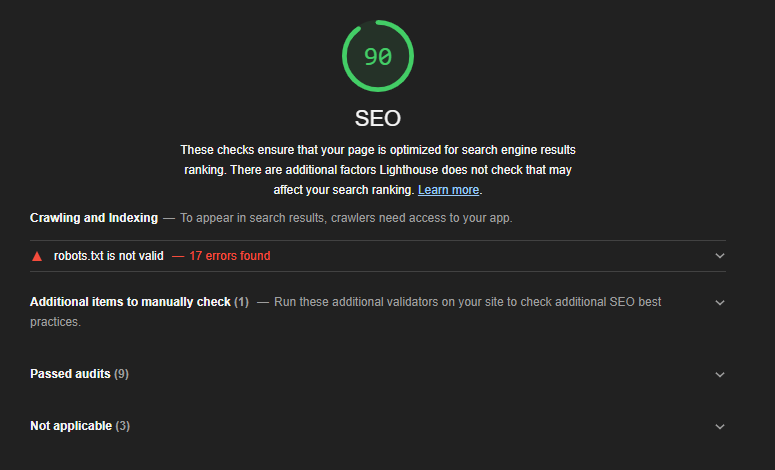 90
SEO
These checks ensure that your page is optimized for search engine results
ranking. There are additional factors Lighthouse does not check that may
affect your search ranking. Learn more.
Crawling and Indexing — To appear in search results, crawlers need access to your app.
robots.txt is not valid — 17 errors found
Additional items to manually check (1) — Run these additional validators on your site to check additional SEO best
practices.
Passed audits (9)
Not applicable (3)